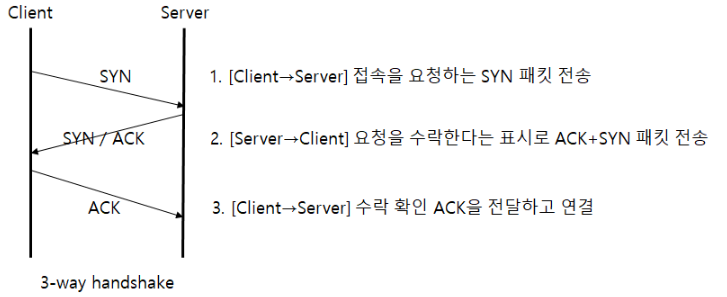 Client
Server
SYN
1. [Client→Server] 접속을 요청하는 SYN 패킷 전송
SYN / ACK
2. [Server→Client] 요청을 수락한다는 표시로 ACK+SYN 패킷 전송
ACK
3. [Client→Server] 수락 확인 ACK을 전달하고 연결
3-way handshake